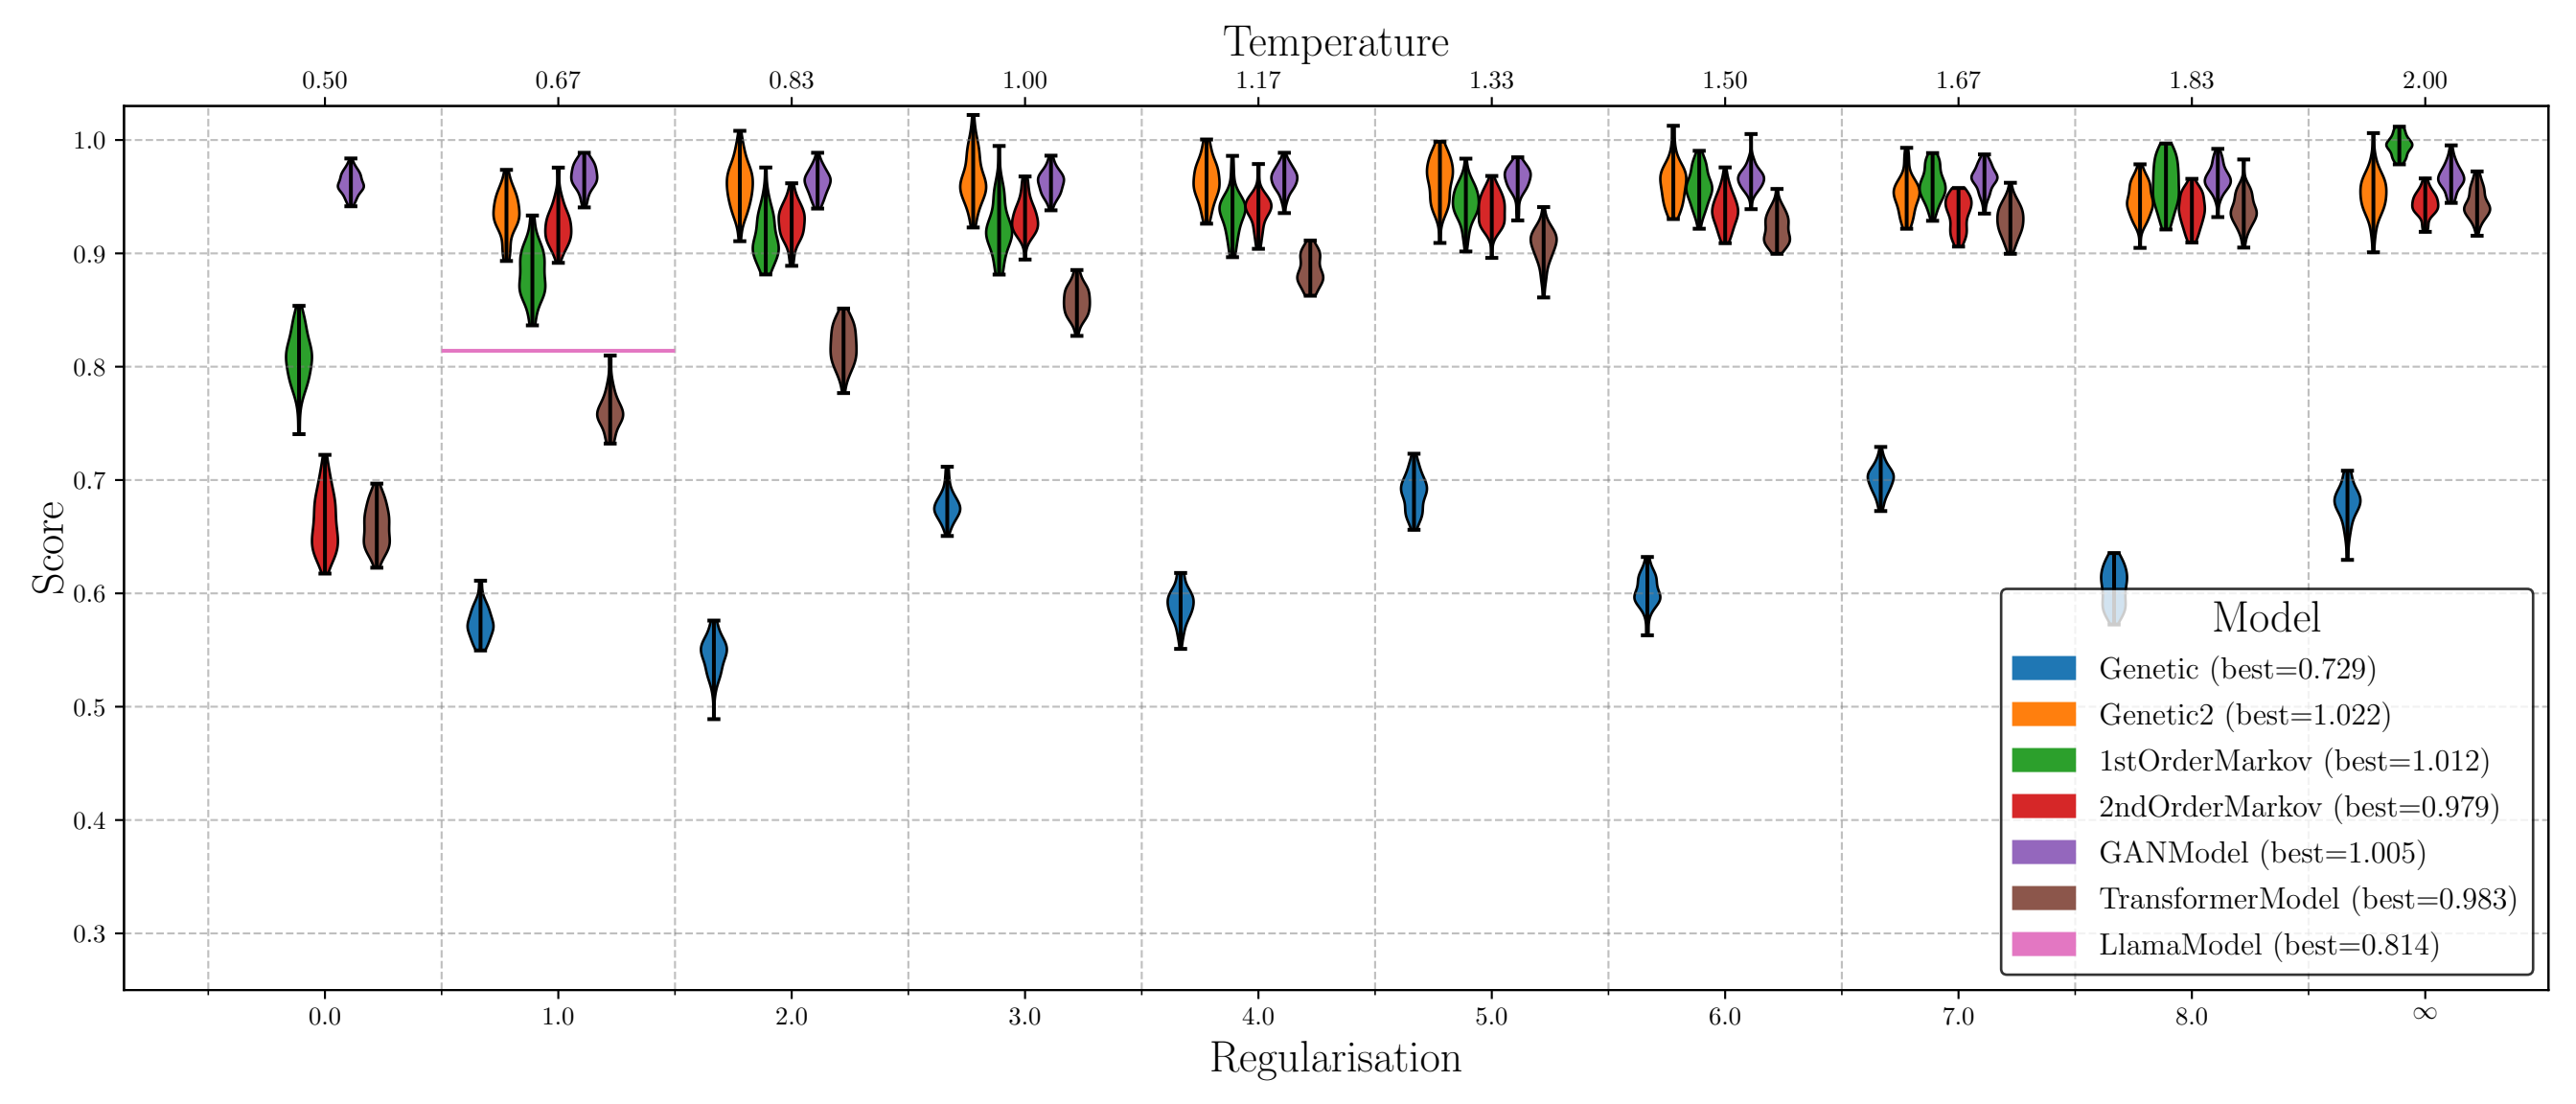 Temperature
0.50 0.67 0.83 1.00 1.17 1.33 1.50 1.67 1.83 2.00
1.0
0.9
0.8
0.7
0.6
0.5
0.4
0.3
Score
Model
Genetic (best=0.729)
Genetic2 (best=1.022)
1stOrderMarkov (best=1.012)
2ndOrderMarkov (best=0.979)
GANModel (best=1.005)
TransformerModel (best=0.983)
LlamaModel (best=0.814)
0.0 1.0 2.0 3.0 4.0 5.0 6.0 7.0 8.0 ∞
Regularisation